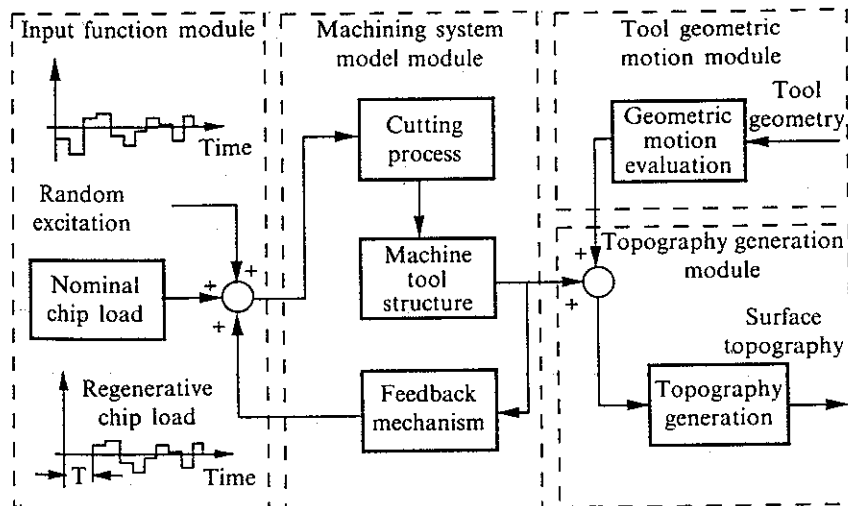 Input function module
Time
Random
excitation
Nominal
chip load
+
+
+
Regenerative
chip load
T
Time
Machining system
model module
Cutting
process
Machine
tool
structure
Feedback
mechanism
Tool geometric
motion module
Tool
geometry
Geometric
motion
evaluation
Topography generation
module
+
+
Surface
topography
Topography
generation